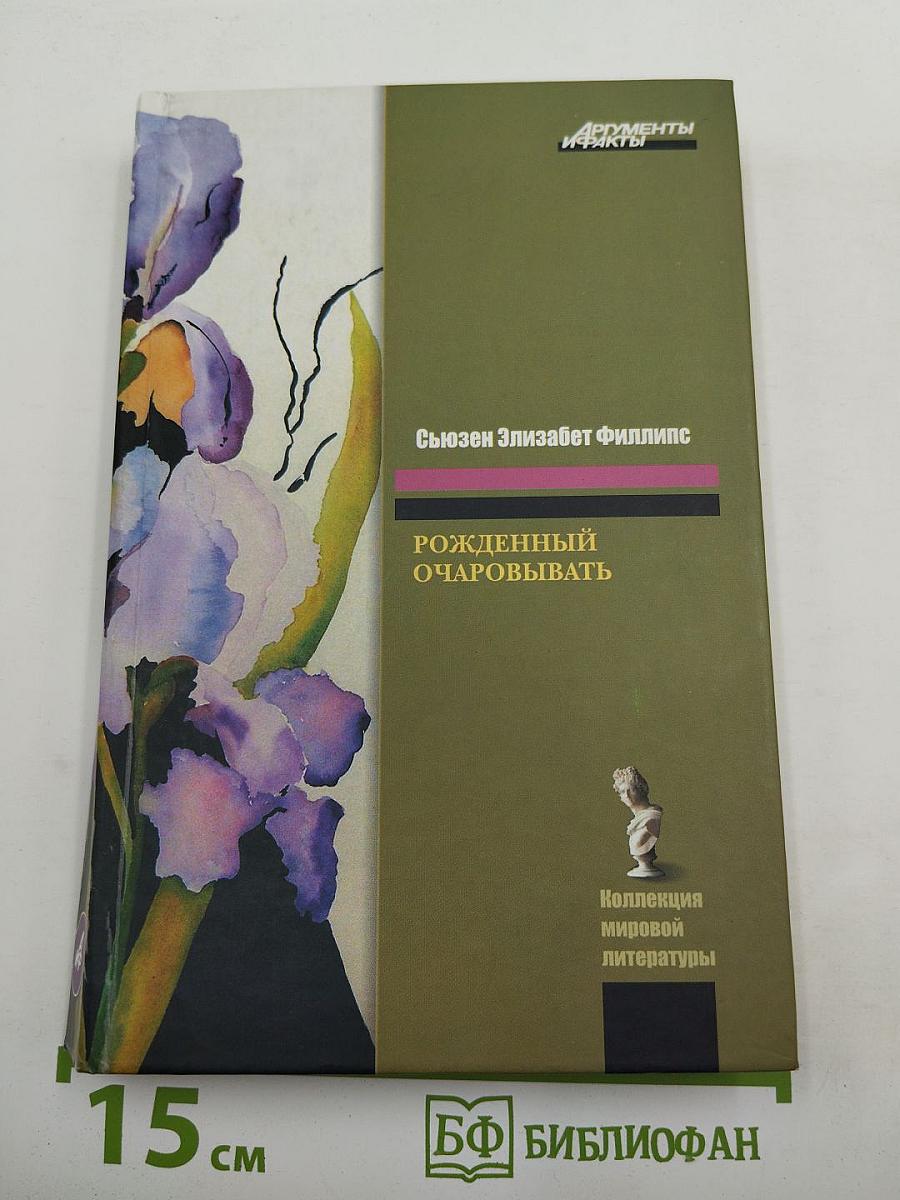 АРГУМЕНТЫ
И ФАКТЫ
Сьюзен Элизабет Филлипс
РОЖДЕННЫЙ
ОЧАРОВЫВАТЬ
Коллекция
мировой
литературы
15 см
БФ БИБЛИОФАН